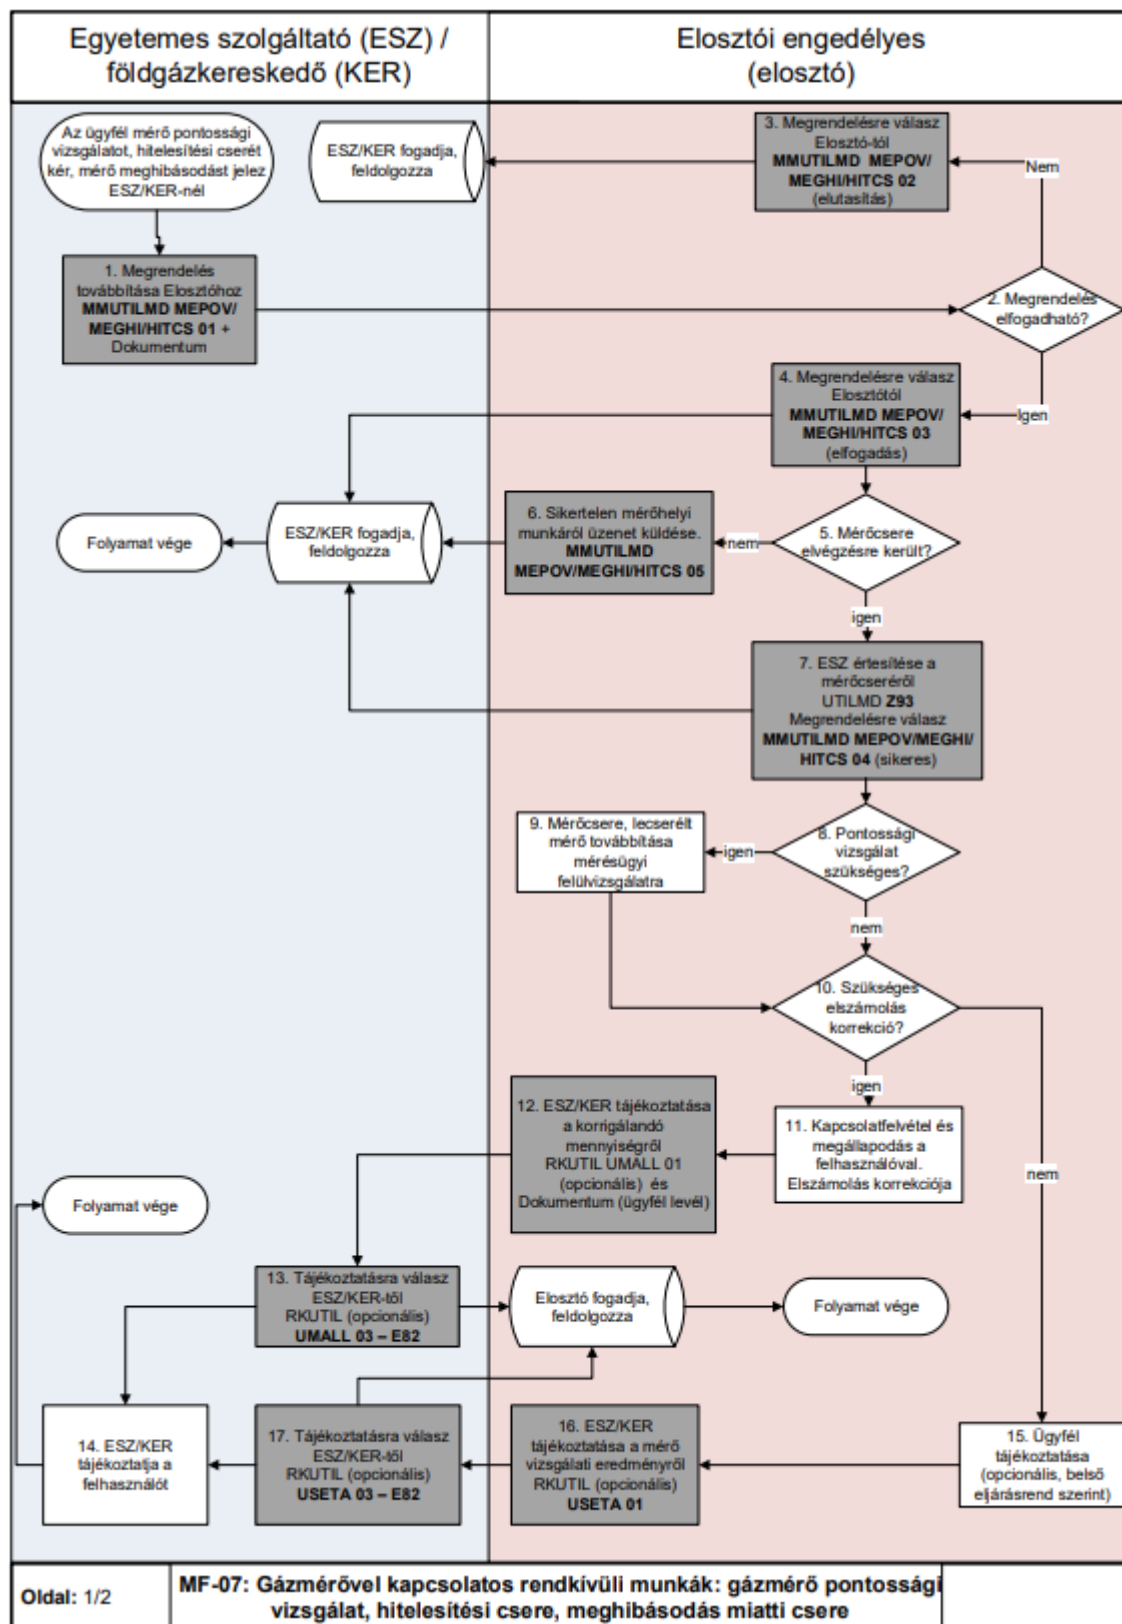 Egyetemes szolgáltató (ESZ) /
földgázkereskedő (KER)
Elosztói engedélyes
(elosztó)
Az ügyfél mérő pontossági
vizsgálatot, hitelesítési cserét
kér, mérő meghibásodást jelez
ESZ/KER-nél
ESZ/KER fogadja,
feldolgozza
3. Megrendelésre válasz
Elosztó-tól
MMUTILMD MEPOV/
MEGHI/HITCS 02
(elutasítás)
Nem
1. Megrendelés
továbbítása Elosztóhoz
MMUTILMD MEPOV/
MEGHI/HITCS 01 +
Dokumentum
2. Megrendelés
elfogadható?
4. Megrendelésre válasz
Elosztótól
MMUTILMD MEPOV/
MEGHI/HITCS 03
(elfogadás)
Igen
Folyamat vége
ESZ/KER fogadja,
feldolgozza
6. Sikertelen mérőhelyi
munkáról üzenet küldése.
MMUTILMD
MEPOV/MEGHI/HITCS 05
nem
5. Mérőcsere
elvégzésre került?
igen
7. ESZ értesítése a
mérőcseréről
UTILMD Z93
Megrendelésre válasz
MMUTILMD MEPOV/MEGHI/
HITCS 04 (sikeres)
9. Mérőcsere, lecserélt
mérő továbbítása
mérésügyi
felülvizsgálatra
igen
8. Pontossági
vizsgálat
szükséges?
nem
10. Szükséges
elszámolás
korrekció?
igen
12. ESZ/KER tájékoztatása
a korrigálandó
mennyiségről
RKUTIL UMALL 01
(opcionális) és
Dokumentum (ügyfél levél)
11. Kapcsolatfelvétel és
megállapodás a
felhasználóval.
Elszámolás korrekciója
nem
Folyamat vége
13. Tájékoztatásra válasz
ESZ/KER-től
RKUTIL (opcionális)
UMALL 03 – E82
Elosztó fogadja,
feldolgozza
Folyamat vége
14. ESZ/KER
tájékoztatja a
felhasználót
17. Tájékoztatásra válasz
ESZ/KER-től
RKUTIL (opcionális)
USETA 03 – E82
16. ESZ/KER
tájékoztatása a mérő
vizsgálati eredményről
RKUTIL (opcionális)
USETA 01
15. Ügyfél
tájékoztatása
(opcionális, belső
eljárásrend szerint)
Oldal: 1/2
MF-07: Gázmérővel kapcsolatos rendkívüli munkák: gázmérő pontossági
vizsgálat, hitelesítési csere, meghibásodás miatti csere